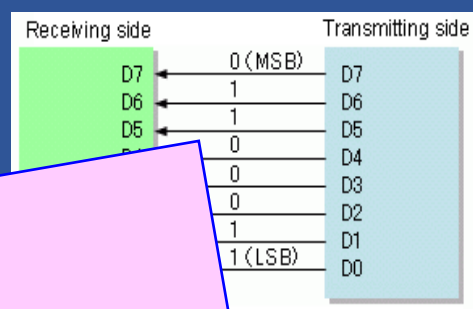 Receiving side Transmitting side
0(MSB)
D7 D7
1
D6 D6
1
D5 D5
0
D4
0
D3
0
D2
1
D1
1(LSB)
D0